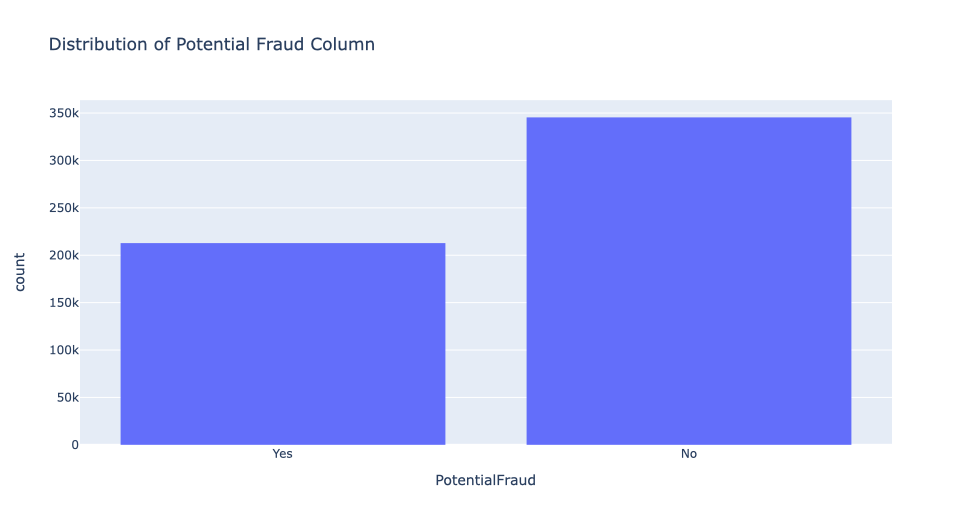 Distribution of Potential Fraud Column
350k
300k
250k
200k
150k
100k
50k
0
count
Yes
No
PotentialFraud